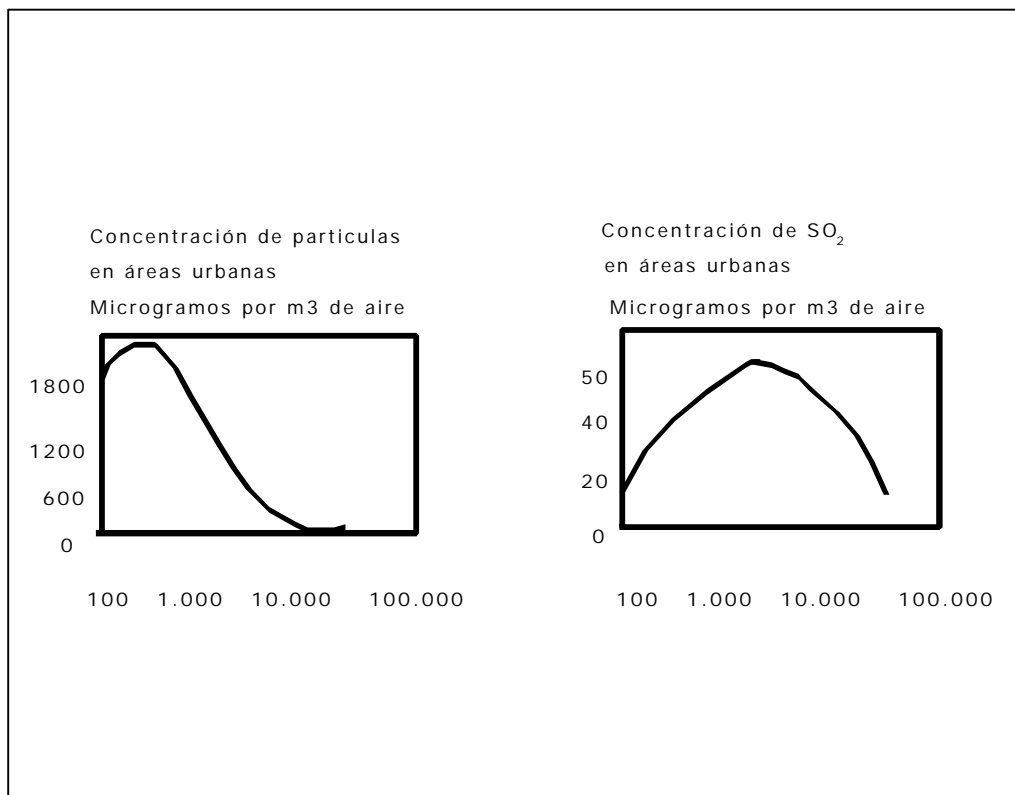 Concentración de particulas
en áreas urbanas
Microgramos por m3 de aire
1800
1200
600
0
100 1.000 10.000 100.000
Concentración de SO2
en áreas urbanas
Microgramos por m3 de aire
50
40
20
0
100 1.000 10.000 100.000